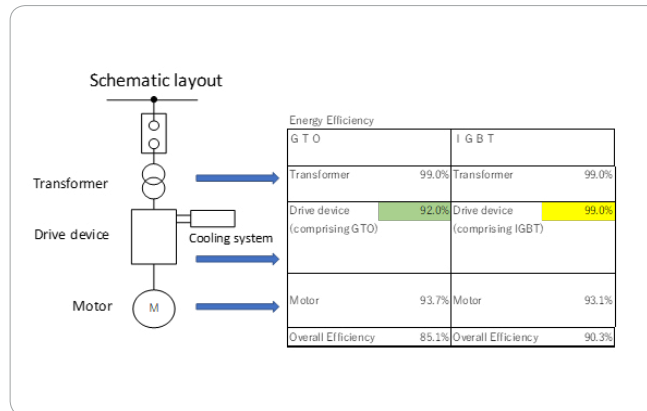 Schematic layout
Energy Efficiency
GTO IGBT
Transformer
Transformer 99.0% Transformer 99.0%
Drive device
Drive device 92.0% Drive device 99.0%
(comprising GTO) (comprising IGBT)
Cooling system
Motor
M
Motor 93.7% Motor 93.1%
Overall Efficiency 85.1% Overall Efficiency 90.3%